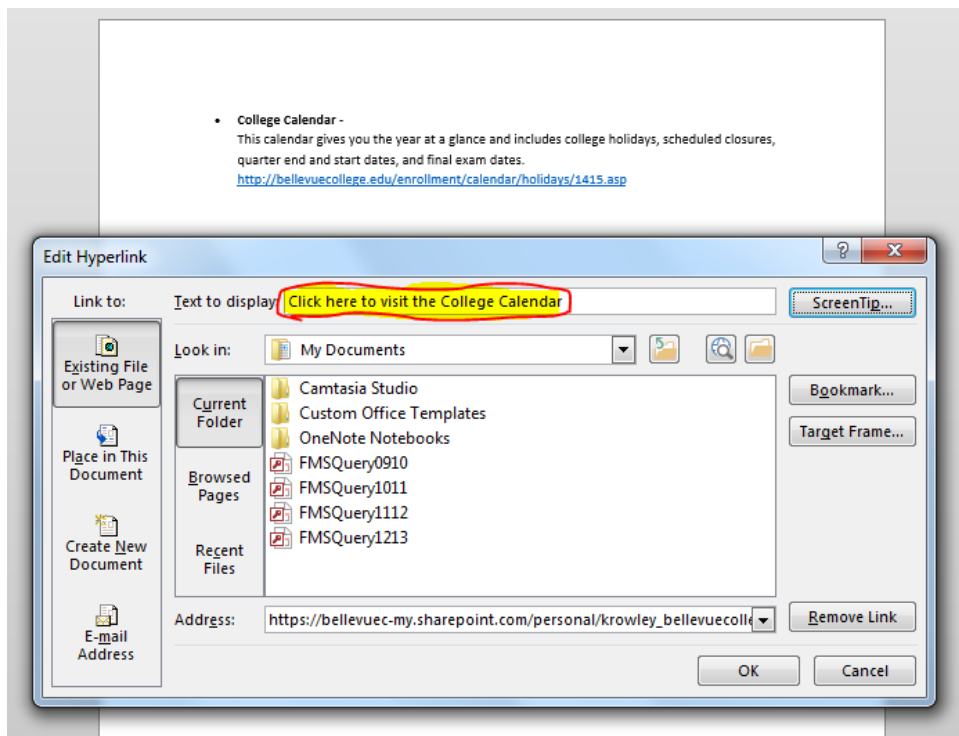 • College Calendar -
This calendar gives you the year at a glance and includes college holidays, scheduled closures,
quarter end and start dates, and final exam dates.
http://bellevuecollege.edu/enrollment/calendar/holidays/1415.asp
Edit Hyperlink
Link to:
Text to display: Click here to visit the College Calendar
ScreenTip...
Existing File
or Web Page
Place in This
Document
Create New
Document
E-mail
Address
Look in:
My Documents
Current
Folder
Browsed
Pages
Recent
Files
Camtasia Studio
Custom Office Templates
OneNote Notebooks
FMSQuery0910
FMSQuery1011
FMSQuery1112
FMSQuery1213
Bookmark...
Target Frame...
Address:
https://bellevuec-my.sharepoint.com/personal/krowley_bellevuecolle
Remove Link
OK
Cancel